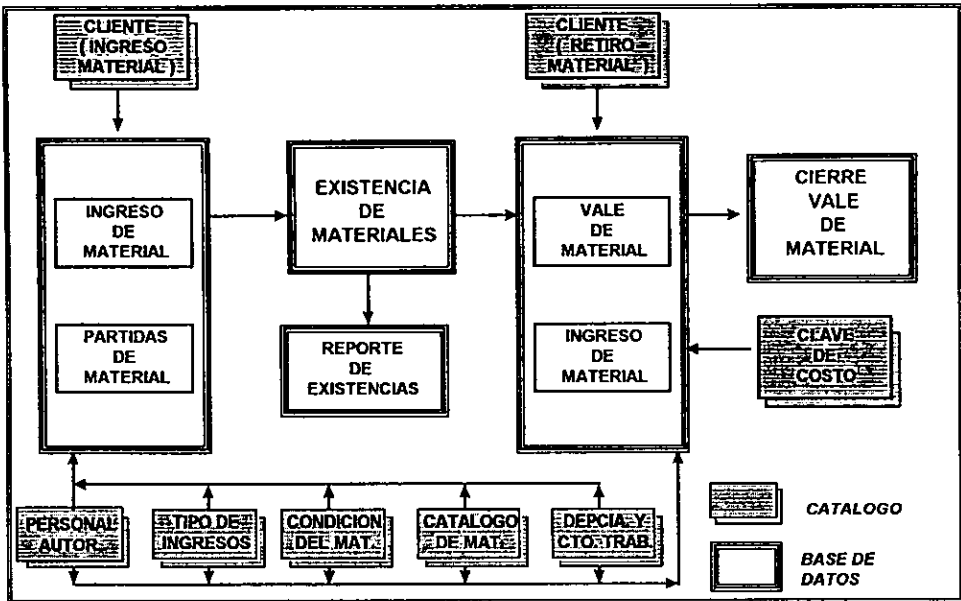 CLIENTE
( INGRESO
MATERIAL )
CLIENTE
( RETIRO
MATERIAL )
INGRESO
DE
MATERIAL
PARTIDAS
DE
MATERIAL
EXISTENCIA
DE
MATERIALES
REPORTE
DE
EXISTENCIAS
VALE
DE
MATERIAL
INGRESO
DE
MATERIAL
CIERRE
VALE
DE
MATERIAL
CLAVE
DE
COSTO
PERSONAL
AUTOR.
TIPO DE
INGRESOS
CONDICION
DEL MAT.
CATALOGO
DE MAT.
DEPCIA. Y
CTO. TRAB.
CATALOGO
BASE DE
DATOS